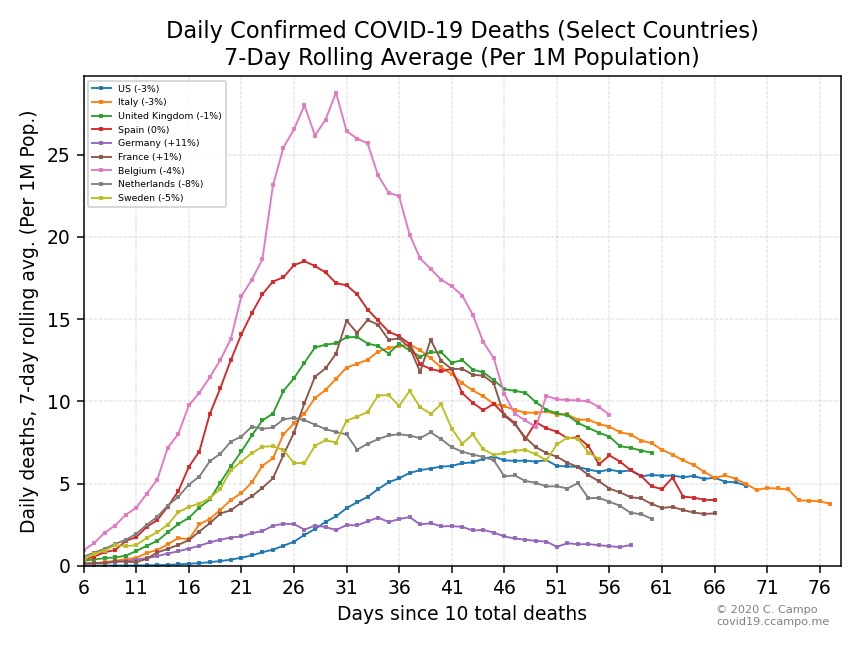 Daily Confirmed COVID-19 Deaths (Select Countries)
7-Day Rolling Average (Per 1M Population)
US (-3%)
Italy (-3%)
United Kingdom (-1%)
Spain (0%)
Germany (+11%)
France (+1%)
Belgium (-4%)
Netherlands (-8%)
Sweden (-5%)
Daily deaths, 7-day rolling avg. (Per 1M Pop.)
25
20
15
10
5
0
6 11 16 21 26 31 36 41 46 51 56 61 66 71 76
Days since 10 total deaths
© 2020 C. Campo
covid19.ccampo.me